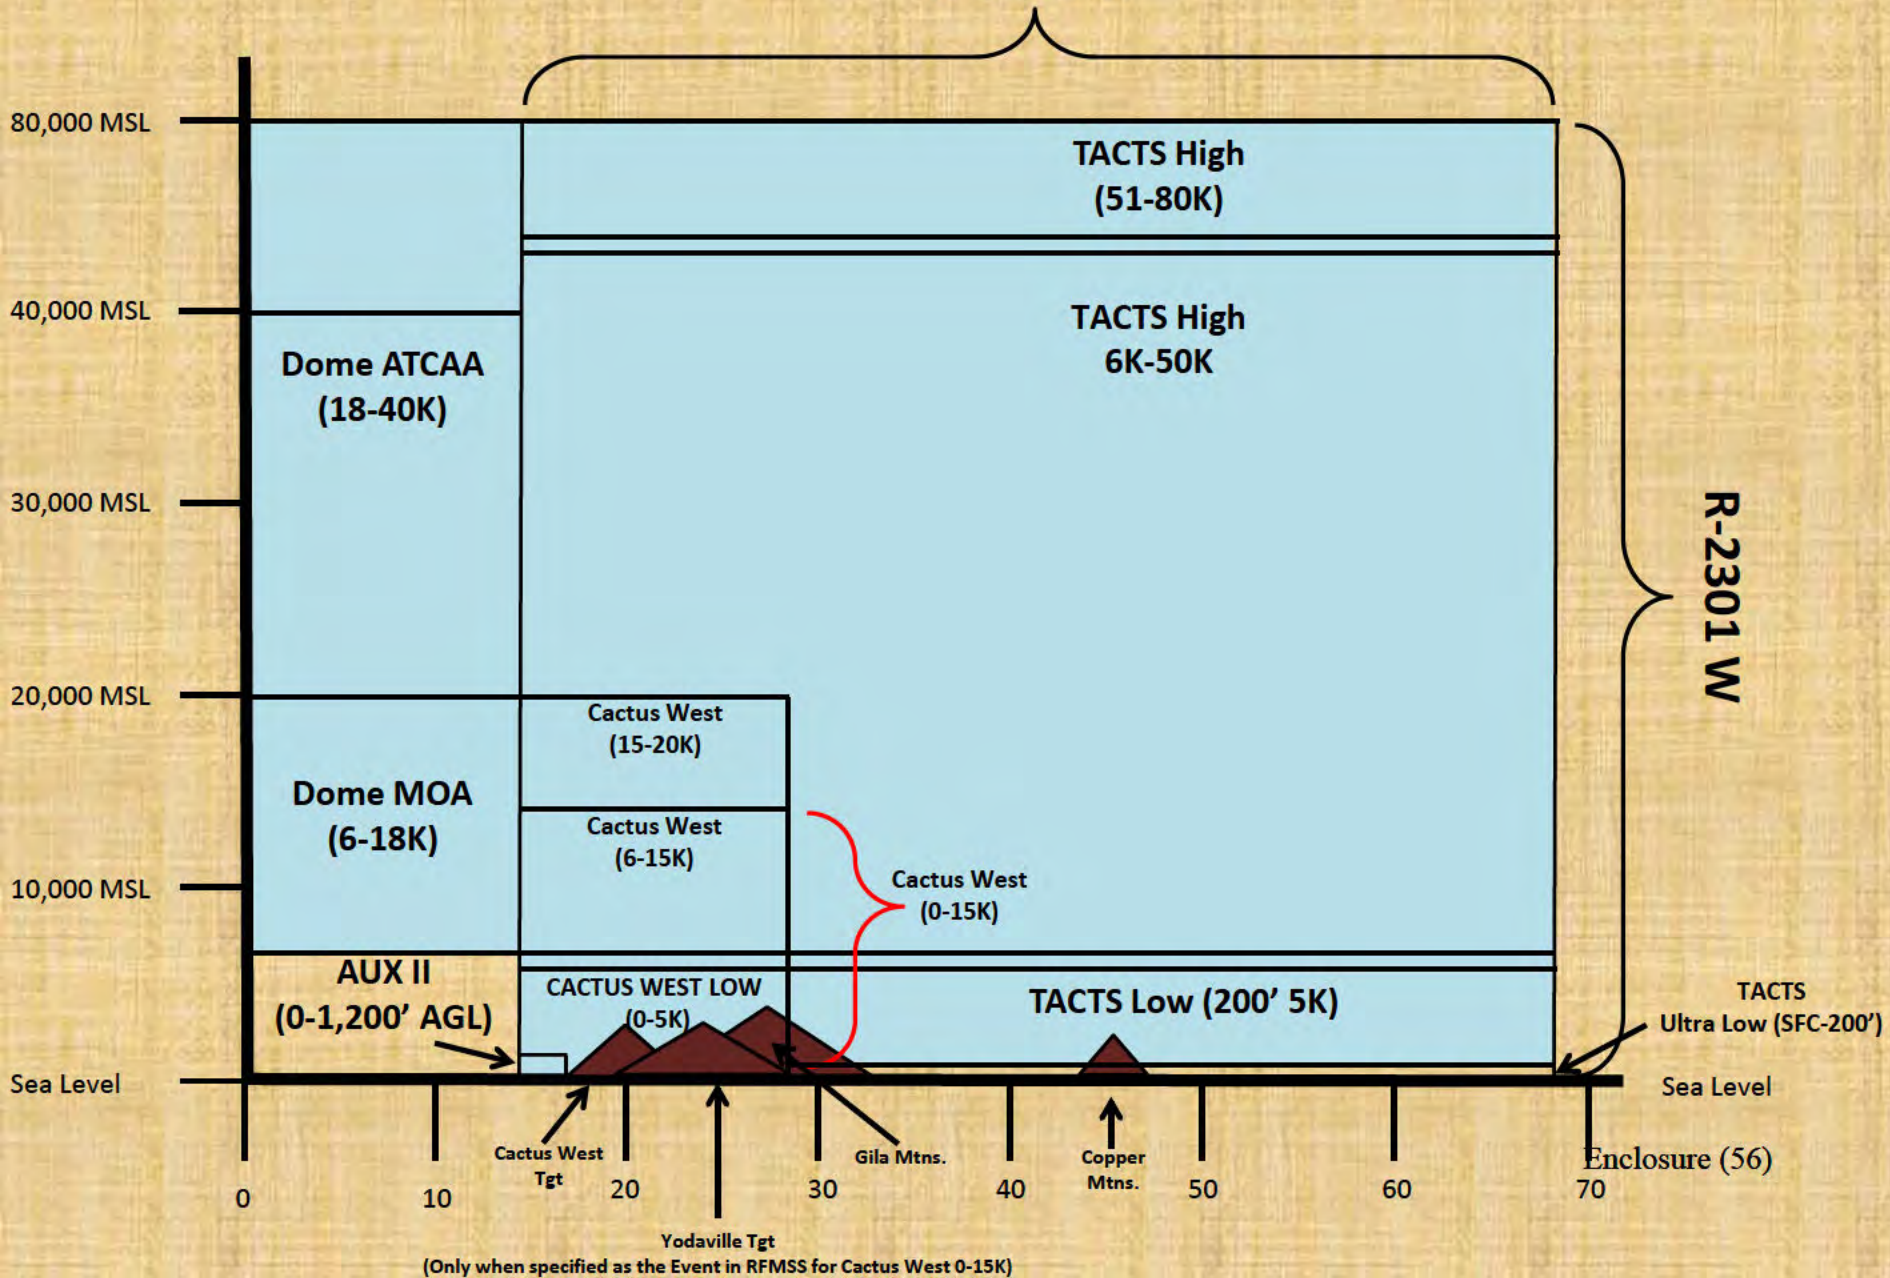 80,000 MSL
TACTS High
(51-80K)
40,000 MSL
TACTS High
6K-50K
Dome ATCAA
(18-40K)
30,000 MSL
R-2301 W
20,000 MSL
Cactus West
(15-20K)
Dome MOA
(6-18K)
Cactus West
(6-15K)
10,000 MSL
Cactus West
(0-15K)
AUX II
(0-1,200’ AGL)
CACTUS WEST LOW
(0-5K)
TACTS Low (200’ 5K)
TACTS
Ultra Low (SFC-200’)
Sea Level
Sea Level
Cactus West
Tgt
Gila Mtns.
Copper
Mtns.
Enclosure (56)
0
10
20
30
40
50
60
70
Yodaville Tgt
(Only when specified as the Event in RFMSS for Cactus West 0-15K)